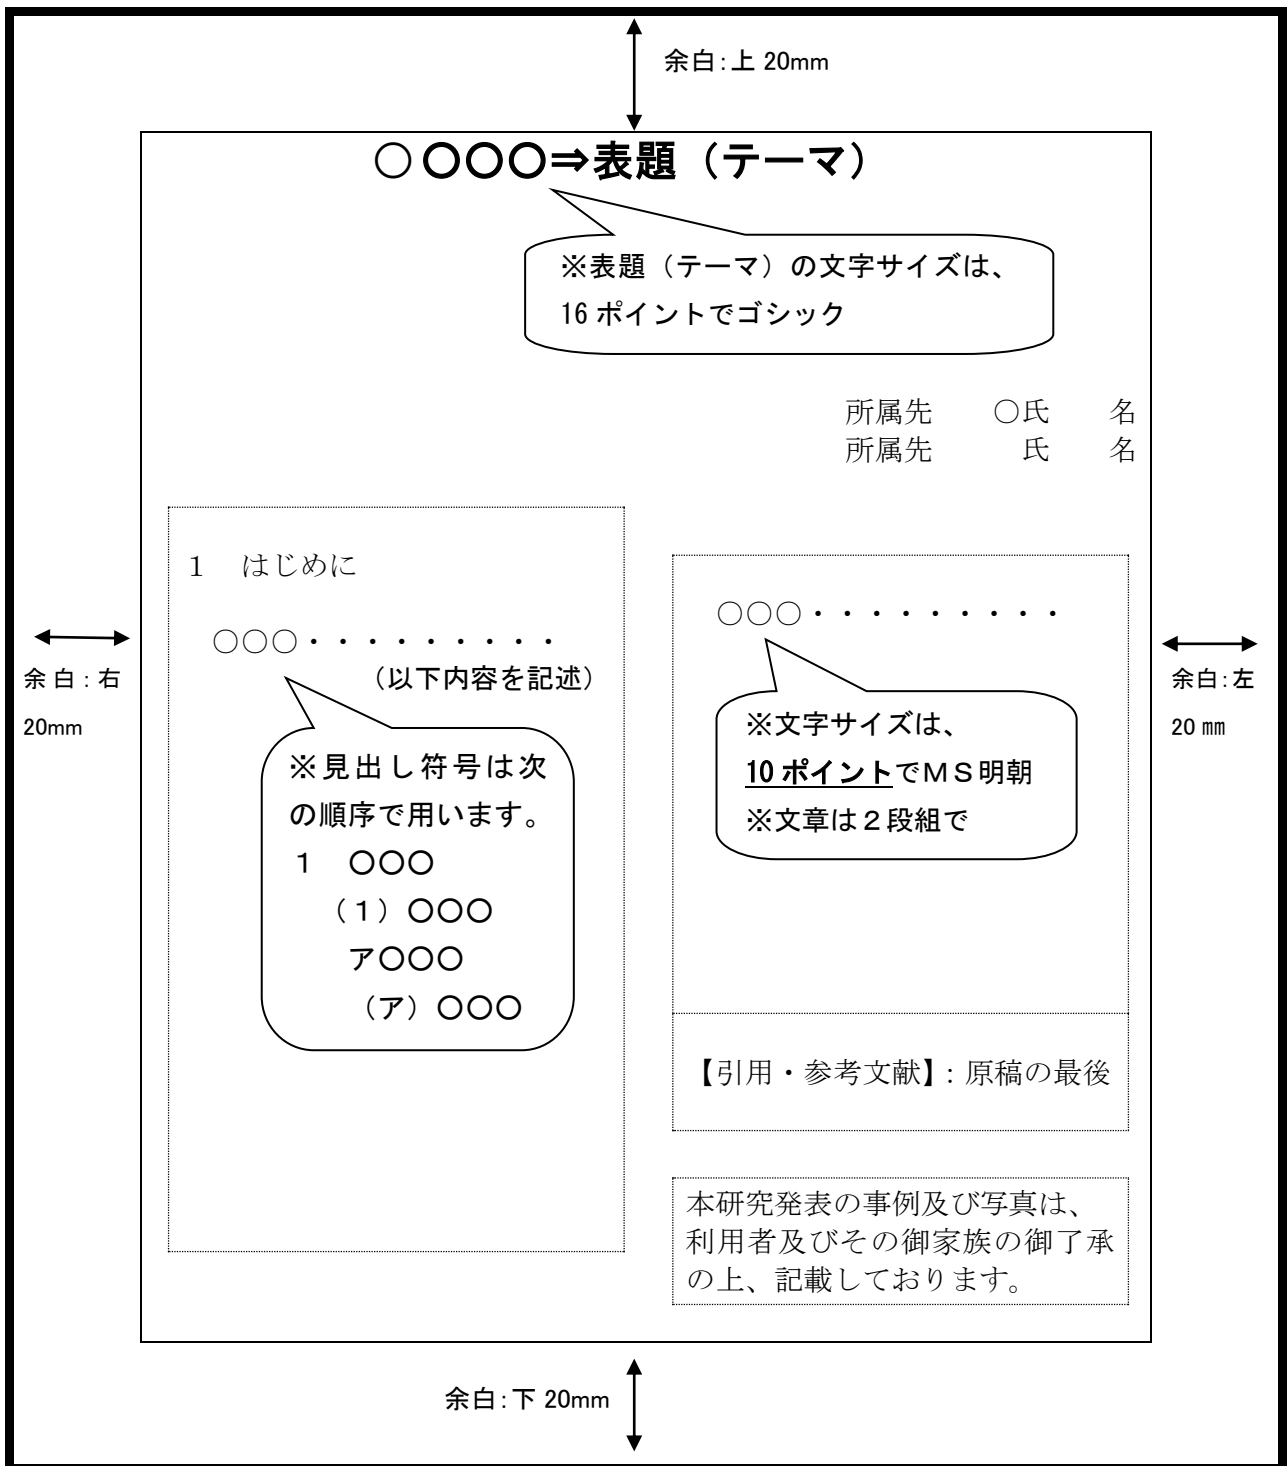 余白:上 20mm
○ ○○○⇒表題（テーマ）
※表題（テーマ）の文字サイズは、
16 ポイントでゴシック
所属先　　○氏　　名
所属先　　　氏　　名
1　はじめに
○○○・・・・・・・・・
（以下内容を記述）
余 白：右
20mm
※見出し符号は次
の順序で用います。
1　○○○
（1）○○○
ア○○○
（ア）○○○
○○○・・・・・・・・・
※文字サイズは、
10 ポイントでＭＳ明朝
※文章は２段組で
余白:左
20 ㎜
【引用・参考文献】：原稿の最後
本研究発表の事例及び写真は、
利用者及びその御家族の御了承
の上、記載しております。
余白:下 20mm